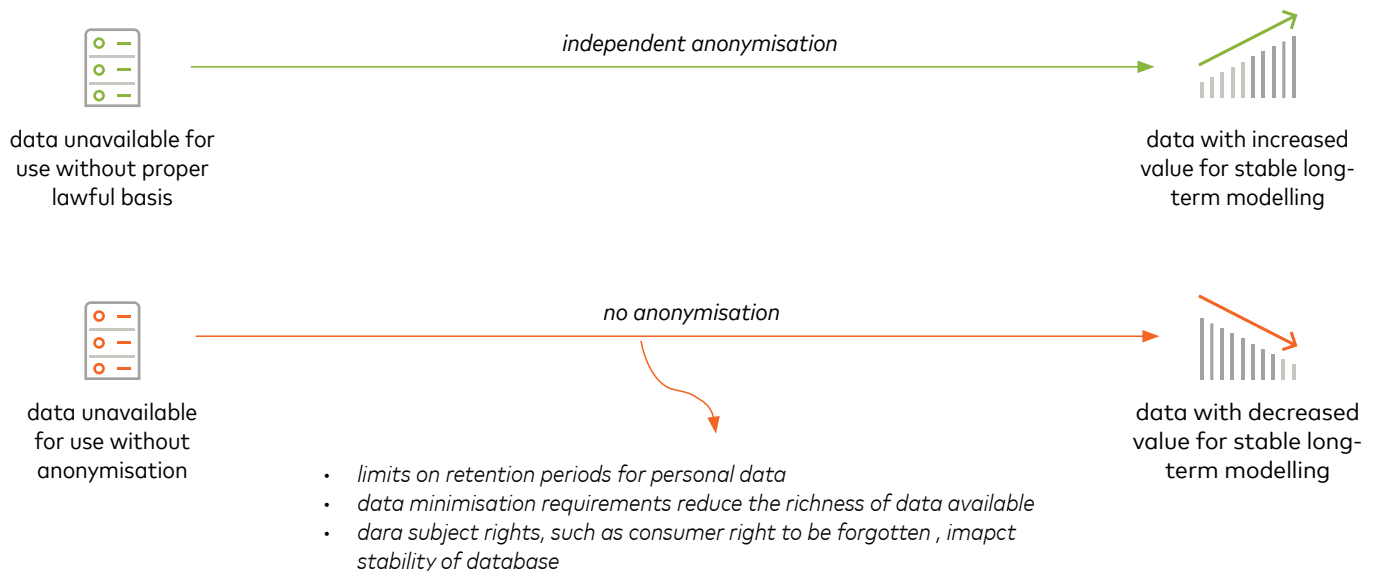 independent anonymisation
data unavailable for
use without proper
lawful basis
data with increased
value for stable long-
term modelling
no anonymisation
data unavailable
for use without
anonymisation
data with decreased
value for stable long-
term modelling
• limits on retention periods for personal data
• data minimisation requirements reduce the richness of data available
• dara subject rights, such as consumer right to be forgotten , imapct
stability of database